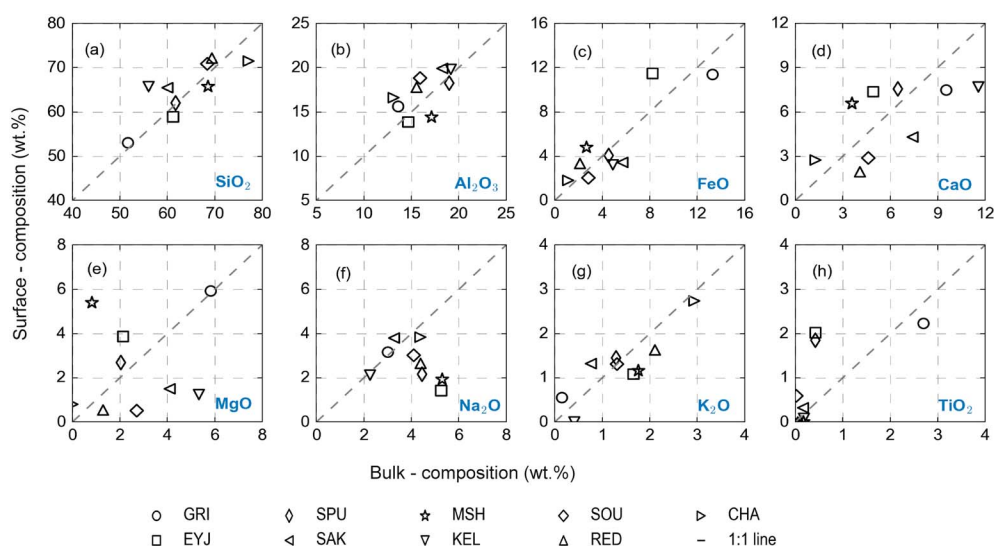 Surface - composition (wt.%)
(a) (b) (c) (d)
80 70 60 50 40
25 20 15 10 5
16 12 8 4 0
12 9 6 3 0
SiO₂ Al₂O₃ FeO CaO
40 50 60 70 80
5 10 15 20 25
0 4 8 12 16
0 3 6 9 12
(e) (f) (g) (h)
8 6 4 2 0
8 6 4 2 0
4 3 2 1 0
4 3 2 1 0
MgO Na₂O K₂O TiO₂
0 2 4 6 8
0 2 4 6 8
0 1 2 3 4
0 1 2 3 4
Bulk - composition (wt.%)
GRI SPU MSH SOU CHA
EYJ SAK KEL RED 1:1 line